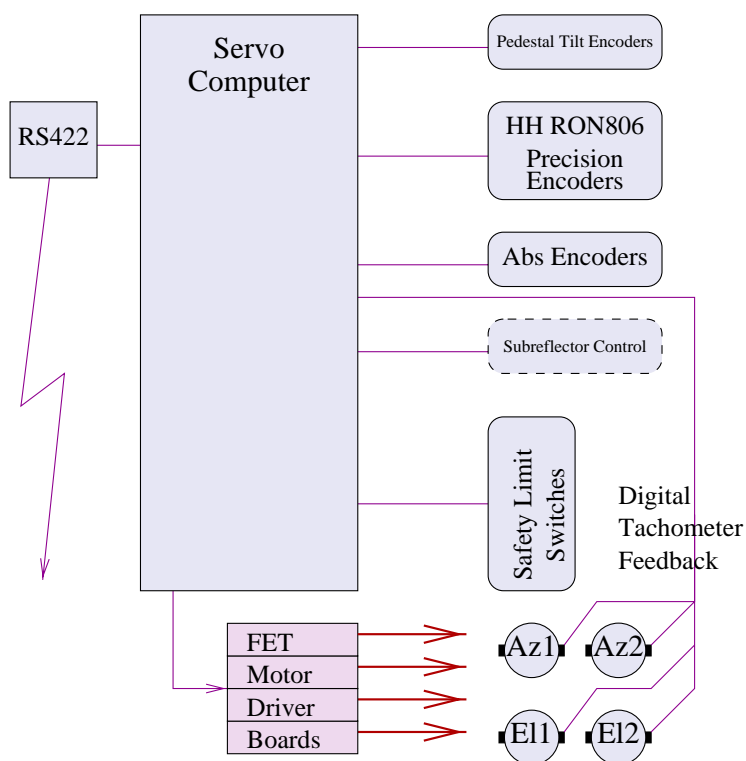 Servo
Computer
Pedestal Tilt Encoders
RS422
HH RON806
Precision
Encoders
Abs Encoders
Subreflector Control
Safety Limit
Switches
Digital
Tachometer
Feedback
FET
Motor
Driver
Boards
Az1
Az2
El1
El2